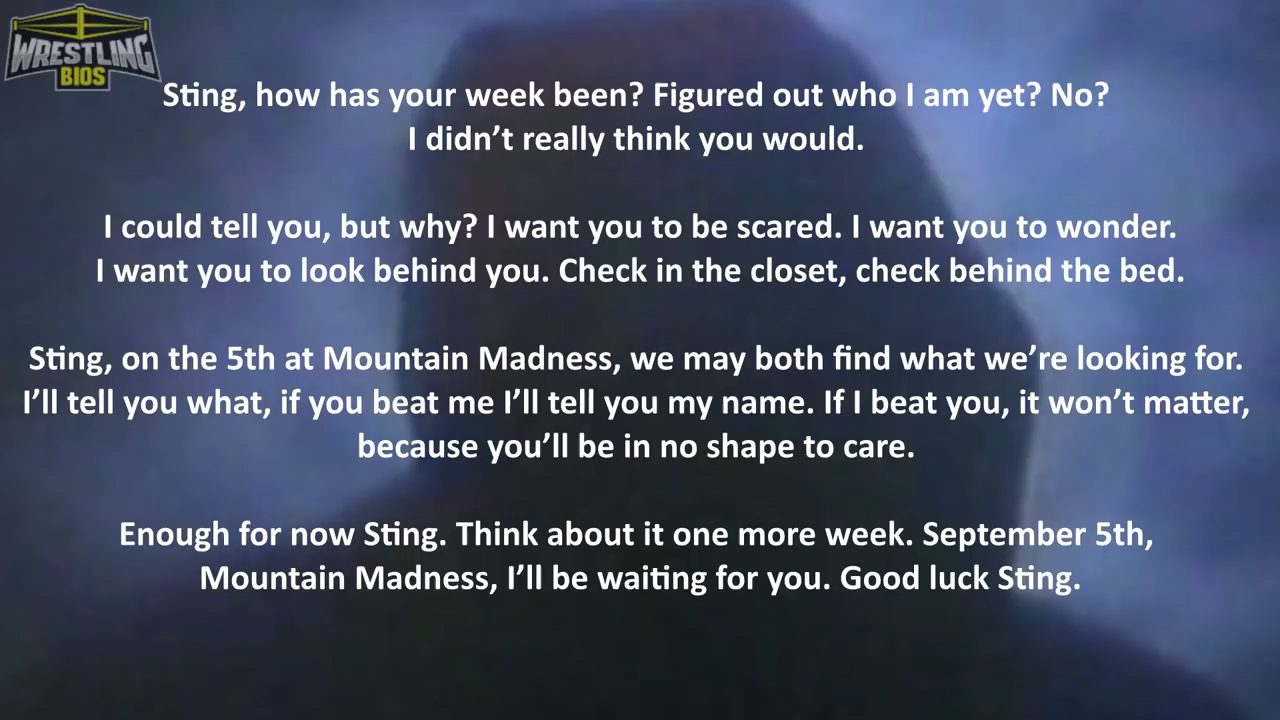 WRESTLING
BIOS
Sting, how has your week been? Figured out who I am yet? No?
I didn’t really think you would.
I could tell you, but why? I want you to be scared. I want you to wonder.
I want you to look behind you. Check in the closet, check behind the bed.
Sting, on the 5th at Mountain Madness, we may both find what we’re looking for.
I’ll tell you what, if you beat me I’ll tell you my name. If I beat you, it won’t matter,
because you’ll be in no shape to care.
Enough for now Sting. Think about it one more week. September 5th,
Mountain Madness, I’ll be waiting for you. Good luck Sting.